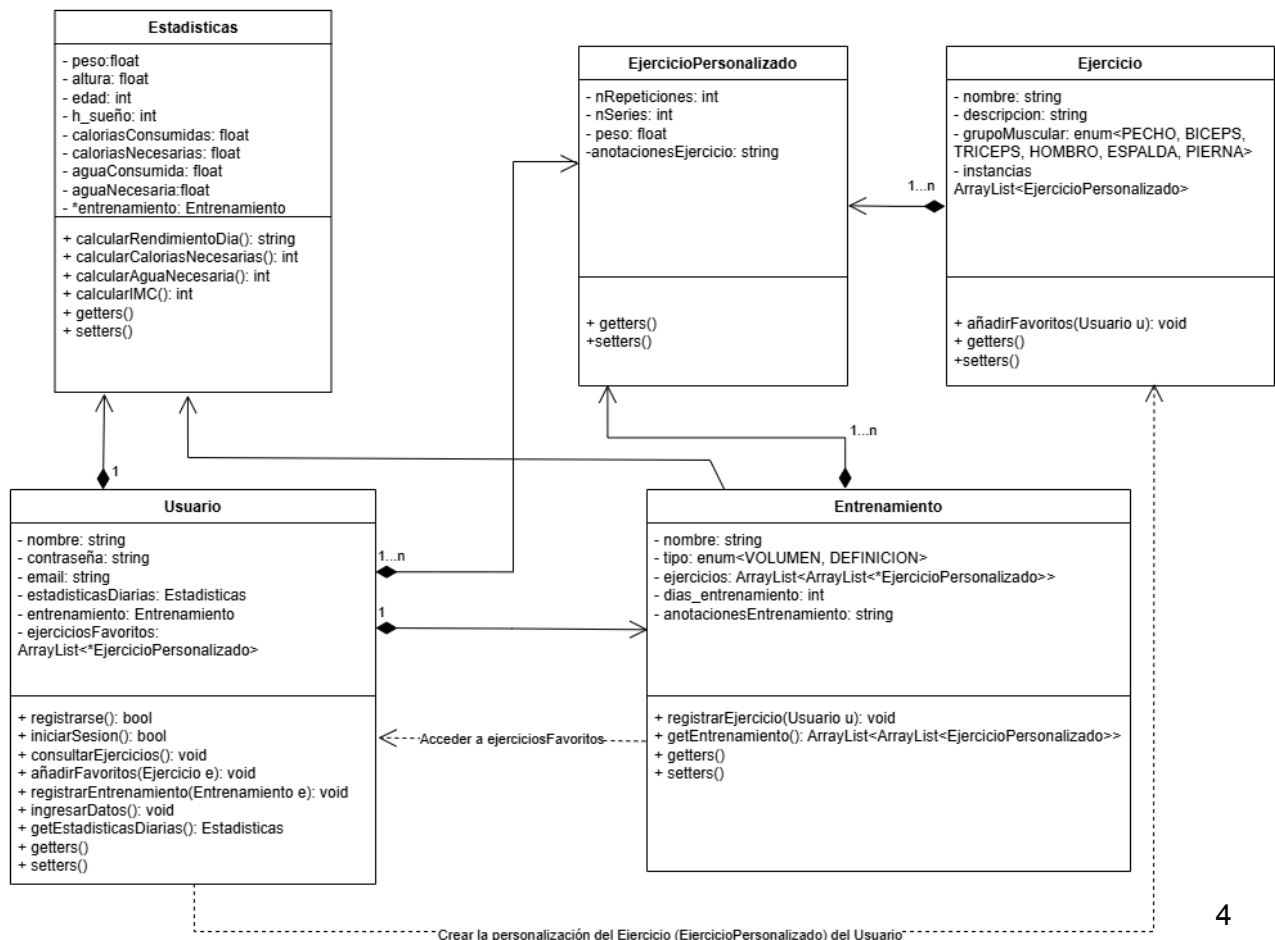 Estadisticas
- peso:float
- altura: float
- edad: int
- h_sueño: int
- caloriasConsumidas: float
- caloriasNecesarias: float
- aguaConsumida: float
- aguaNecesaria:float
- *entrenamiento: Entrenamiento
+ calcularRendimientoDia(): string
+ calcularCaloriasNecesarias(): int
+ calcularAguaNecesaria(): int
+ calcularIMC(): int
+ getters()
+ setters()
EjercicioPersonalizado
- nRepeticiones: int
- nSeries: int
- peso: float
-anotacionesEjercicio: string
+ getters()
+setters()
1...n
Ejercicio
- nombre: string
- descripcion: string
- grupoMuscular: enum<PECHO, BICEPS,
TRICEPS, HOMBRO, ESPALDA, PIERNA>
- instancias
ArrayList<EjercicioPersonalizado>
+ añadirFavoritos(Usuario u): void
+ getters()
+setters()
1
1...n
Usuario
- nombre: string
- contraseña: string
- email: string
- estadisticasDiarias: Estadisticas
- entrenamiento: Entrenamiento
- ejerciciosFavoritos:
ArrayList<*EjercicioPersonalizado>
+ registrarse(): bool
+ iniciarSesion(): bool
+ consultarEjercicios(): void
+ añadirFavoritos(Ejercicio e): void
+ registrarEntrenamiento(Entrenamiento e): void
+ ingresarDatos(): void
+ getEstadisticasDiarias(): Estadisticas
+ getters()
+ setters()
1...n
1
Acceder a ejerciciosFavoritos
Entrenamiento
- nombre: string
- tipo: enum<VOLUMEN, DEFINICION>
- ejercicios: ArrayList<ArrayList<*EjercicioPersonalizado>>
- dias_entrenamiento: int
- anotacionesEntrenamiento: string
+ registrarEjercicio(Usuario u): void
+ getEntrenamiento(): ArrayList<ArrayList<EjercicioPersonalizado>>
+ getters()
+ setters()
Crear la personalización del Ejercicio (EjercicioPersonalizado) del Usuario
4